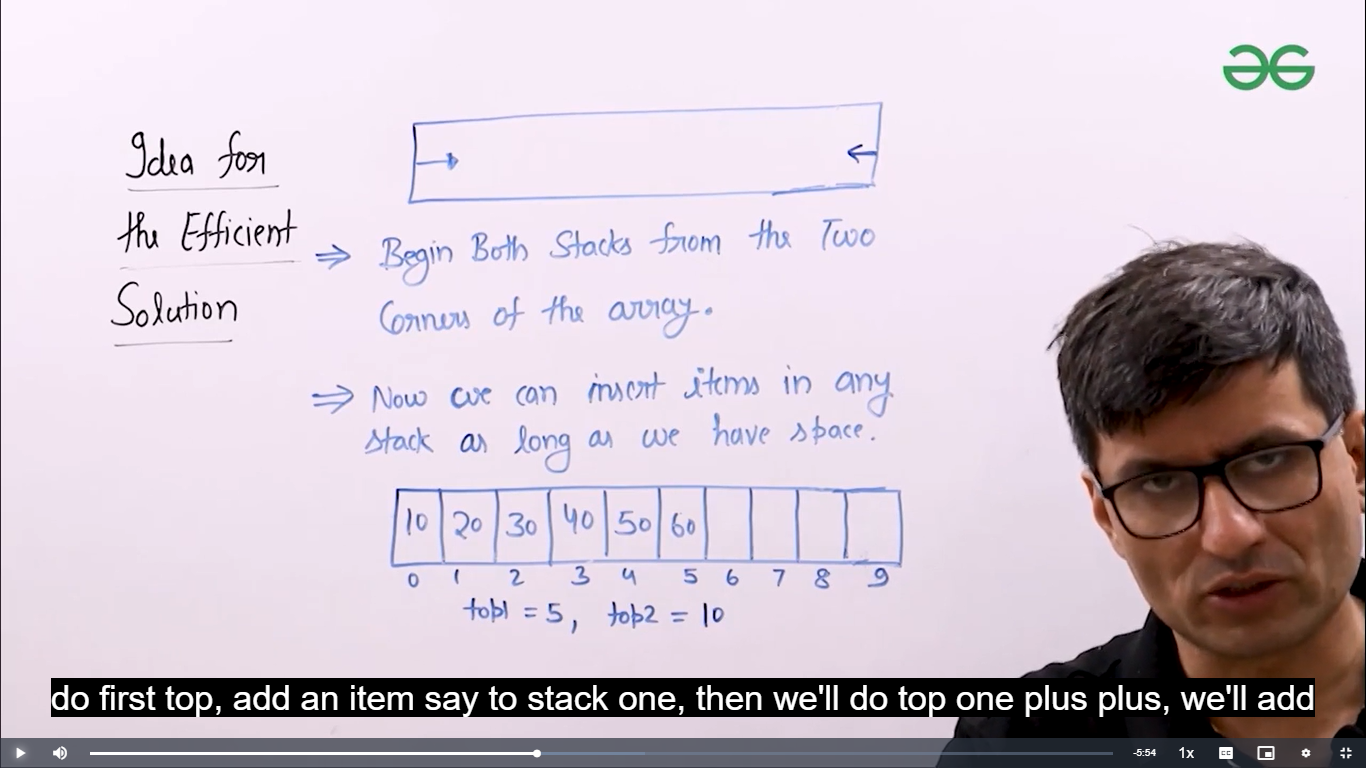 Idea for
the Efficient
Solution
⇒ Begin Both Stacks from the Two
Corners of the array.
⇒ Now we can insert items in any
stack as long as we have space.
10 20 30 40 50 60
0 1 2 3 4 5 6 7 8 9
top1 = 5, top2 = 10
do first top, add an item say to stack one, then we'll do top one plus plus, we'll add
-5:54 1x CC